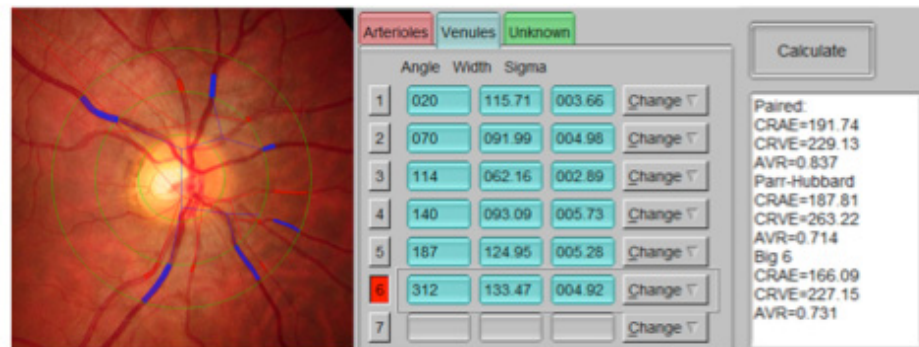 Arterioles Venules Unknown
Angle Width Sigma
1 020 115.71 003.66 Change
2 070 091.99 004.98 Change
3 114 062.16 002.89 Change
4 140 093.09 005.73 Change
5 187 124.95 005.28 Change
6 312 133.47 004.92 Change
7 Change
Calculate
Paired:
CRAE=191.74
CRVE=229.13
AVR=0.837
Parr-Hubbard
CRAE=187.81
CRVE=263.22
AVR=0.714
Big 6
CRAE=166.09
CRVE=227.15
AVR=0.731